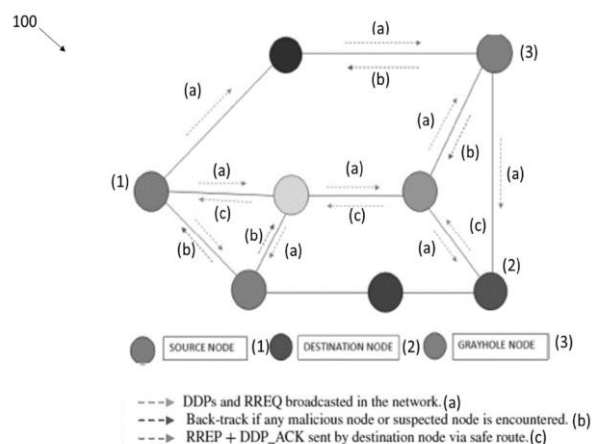 100
(a)
(3)
(b)
(a)
(a)
(b)
(1)
(a)
(a)
(a)
(c)
(c)
(b)
(b)
(a)
(a)
(c)
(2)
SOURCE NODE (1) DESTINATION NODE (2) GRAYHOLE NODE (3)
DDPs and RREQ broadcasted in the network. (a)
Back-track if any malicious node or suspected node is encountered. (b)
RREP + DDP_ACK sent by destination node via safe route. (c)